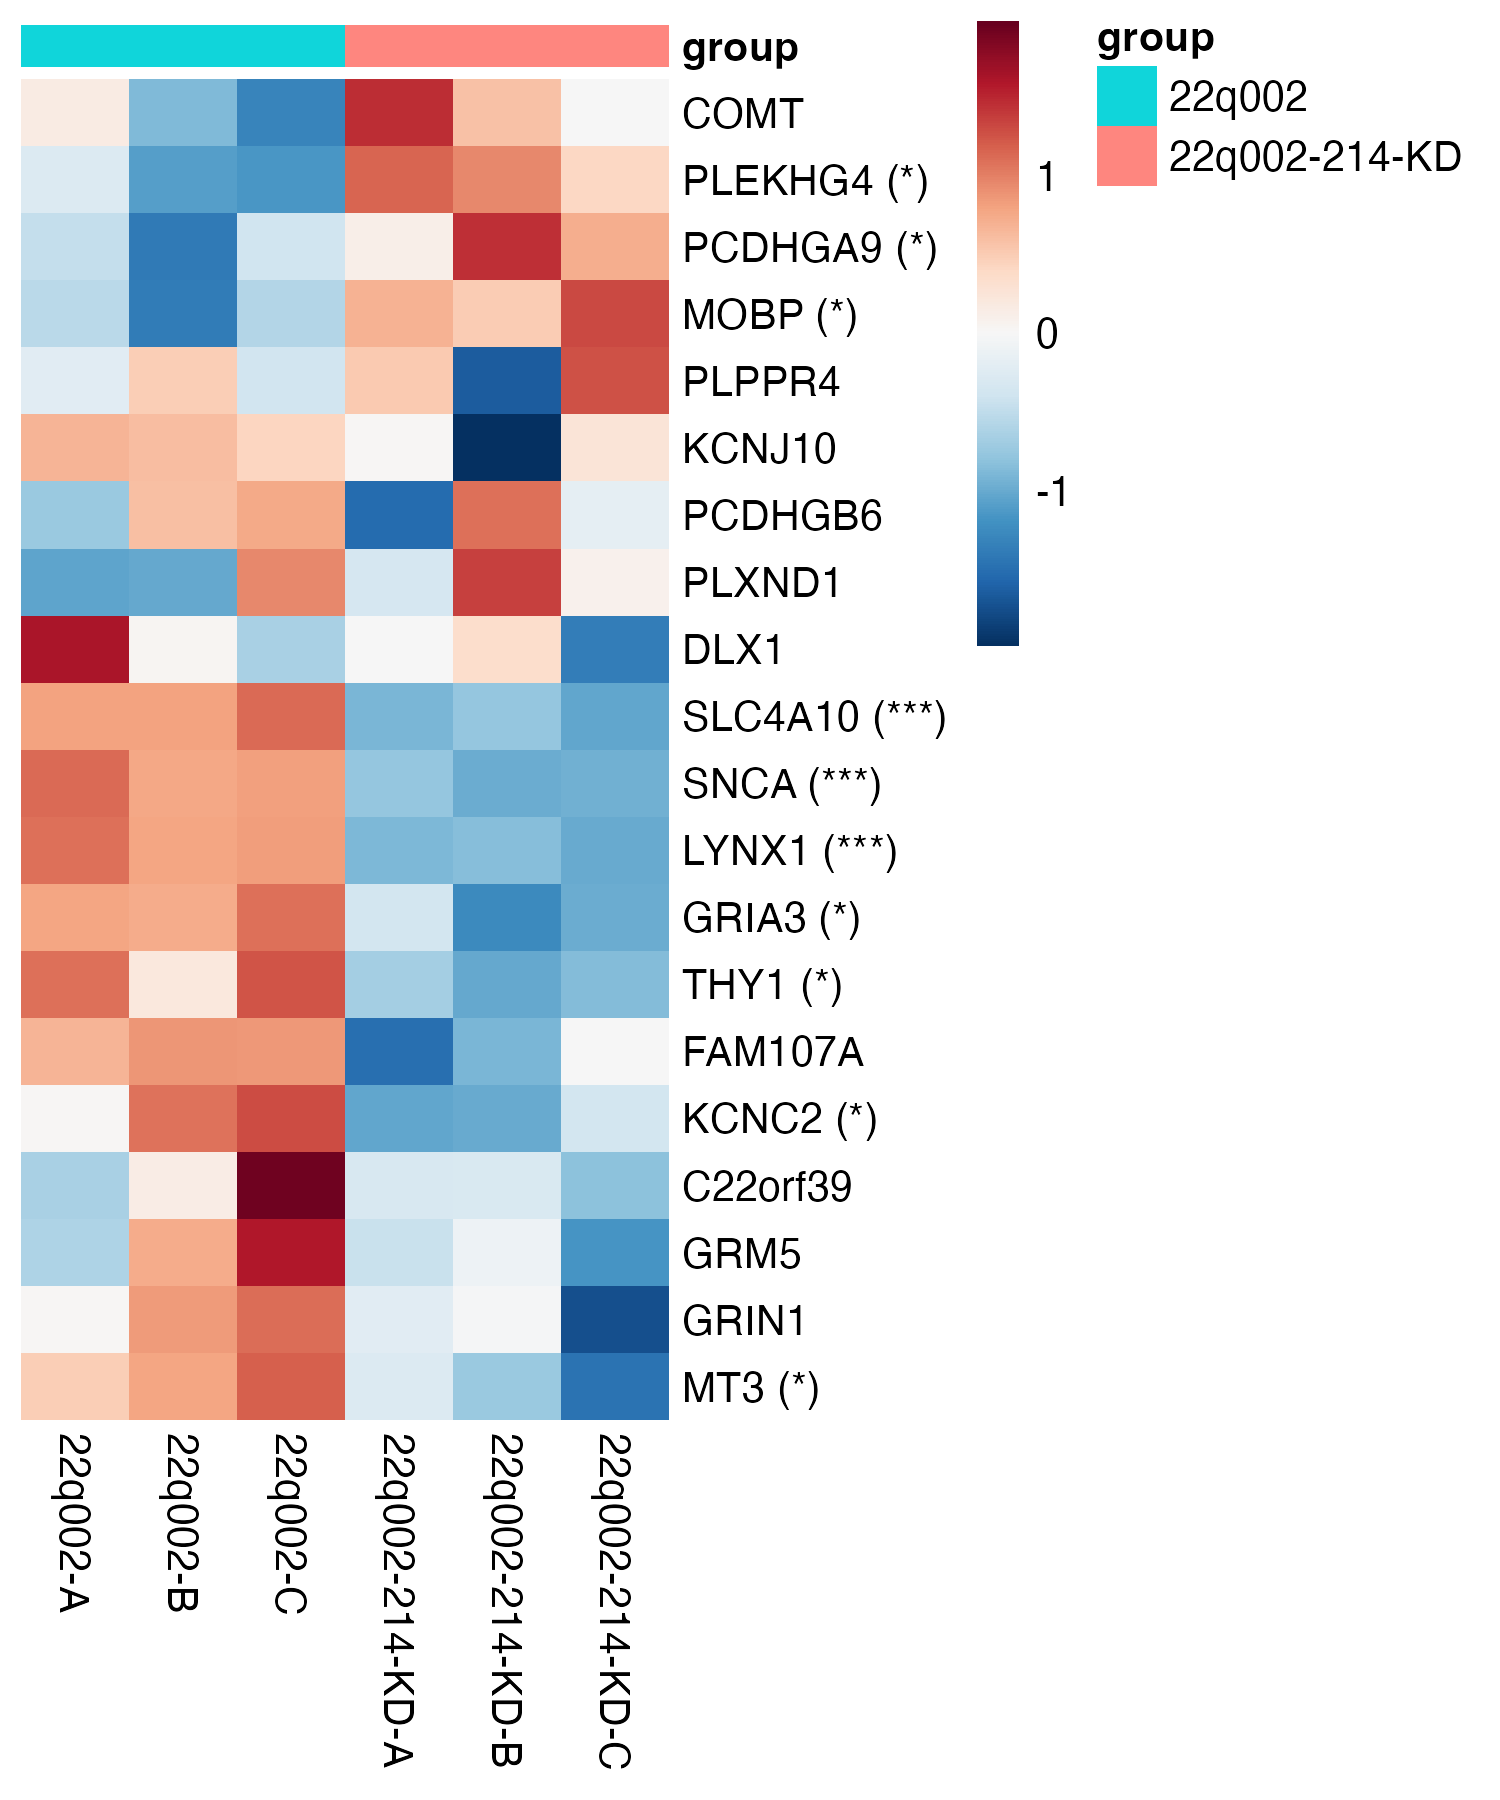 group
COMT
PLEKHG4 (*)
PCDHGA9 (*)
MOBP (*)
PLPPR4
KCNJ10
PCDHGB6
PLXND1
DLX1
SLC4A10 (***)
SNCA (***)
LYNX1 (***)
GRIA3 (*)
THY1 (*)
FAM107A
KCNC2 (*)
C22orf39
GRM5
GRIN1
MT3 (*)
22q002-A
22q002-B
22q002-C
22q002-214-KD-A
22q002-214-KD-B
22q002-214-KD-C
1
0
-1
group
22q002
22q002-214-KD